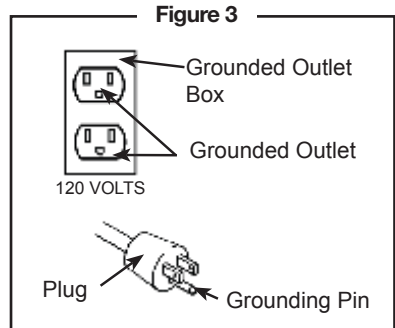 Figure 3
Grounded Outlet
Box
Grounded Outlet
120 VOLTS
Plug
Grounding Pin